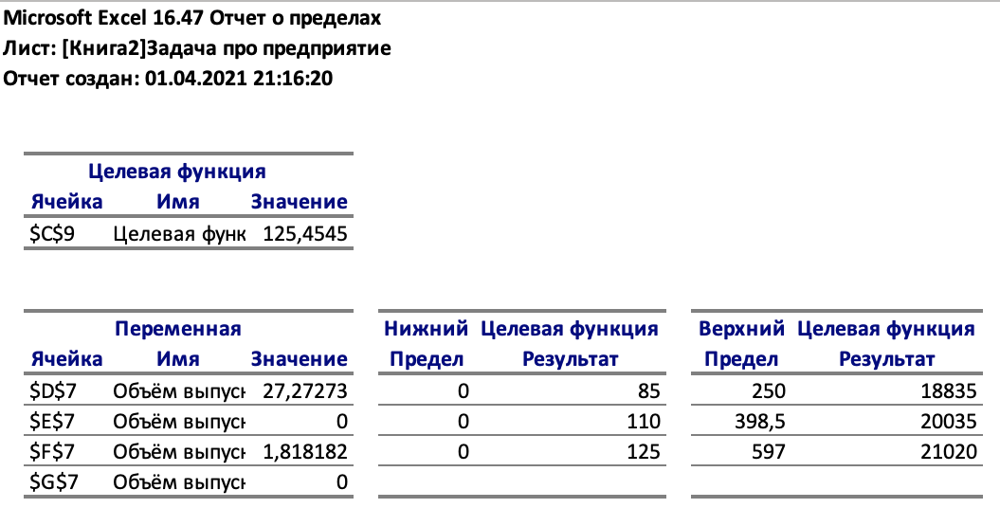 Microsoft Excel 16.47 Отчет о пределах
Лист: [Книга2]Задача про предприятие
Отчет создан: 01.04.2021 21:16:20
Целевая функция
Ячейка Имя Значение
$C$9 Целевая функ 125,4545
Переменная Нижний Целевая функция Верхний Целевая функция
Ячейка Имя Значение Предел Результат Предел Результат
$D$7 Объём выпусн 27,27273 0 85 250 18835
$E$7 Объём выпусн 0 0 110 398,5 20035
$F$7 Объём выпусн 1,818182 0 125 597 21020
$G$7 Объём выпусн 0